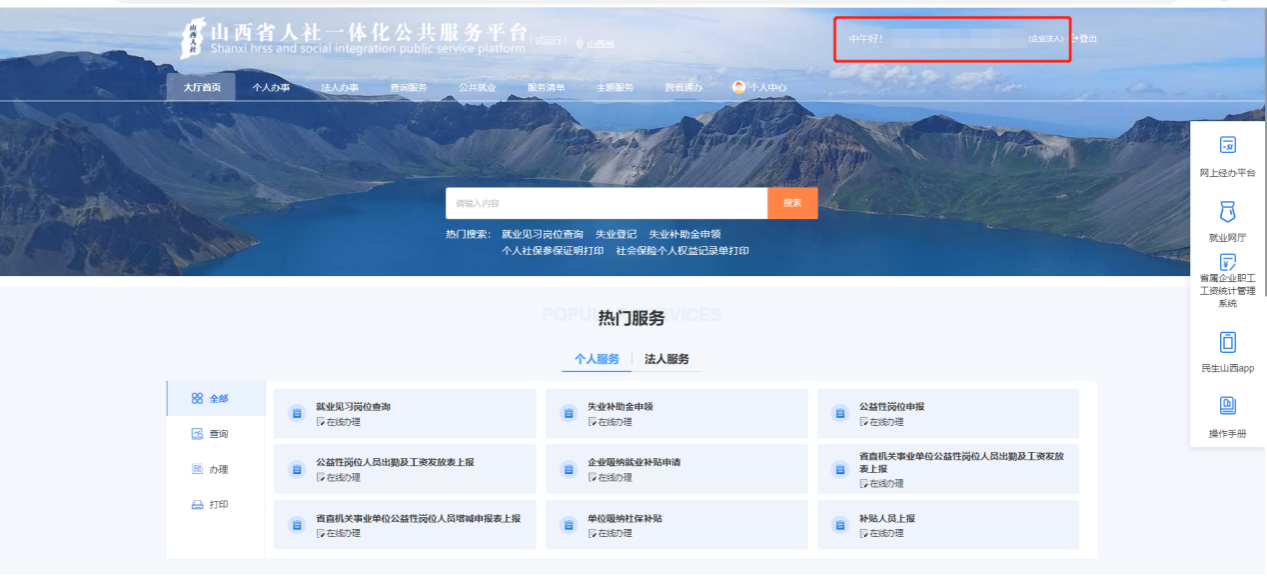 山西人社
山西省人社一体化公共服务平台
(试运行)
山西省
Shanxi hrss and social integration public service platform
中午好!
(企业法人)
登出
大厅首页 个人办事 法人办事 查询服务 公共就业 服务清单 主题服务 跨省通办 个人中心
请输入内容
搜索
热门搜索: 就业见习岗位查询 失业登记 失业补助金申领
个人社保参保证明打印 社会保险个人权益记录单打印
网上经办平台
就业网厅
省属企业职工
工资统计管理
系统
民生山西app
操作手册
热门服务
个人服务 法人服务
全部
查询
办理
打印
就业见习岗位查询
在线办理
失业补助金申领
在线办理
公益性岗位申报
在线办理
公益性岗位人员出勤及工资发放表上报
在线办理
企业吸纳就业补贴申请
在线办理
省直机关事业单位公益性岗位人员出勤及工资发放
表上报
在线办理
省直机关事业单位公益性岗位人员增减申报表上报
在线办理
单位吸纳社保补贴
在线办理
补贴人员上报
在线办理